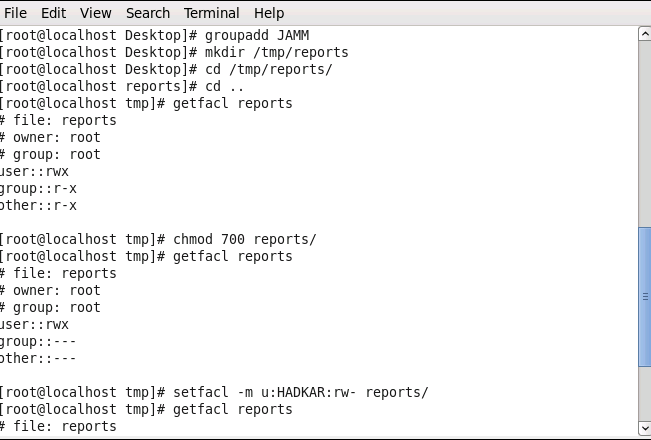 File Edit View Search Terminal Help
[root@localhost Desktop]# groupadd JAMM
[root@localhost Desktop]# mkdir /tmp/reports
[root@localhost Desktop]# cd /tmp/reports/
[root@localhost reports]# cd ..
[root@localhost tmp]# getfacl reports
# file: reports
# owner: root
# group: root
user::rwx
group::r-x
other::r-x
[root@localhost tmp]# chmod 700 reports/
[root@localhost tmp]# getfacl reports
# file: reports
# owner: root
# group: root
user::rwx
group::---
other::---
[root@localhost tmp]# setfacl -m u:HADKAR:rw- reports/
[root@localhost tmp]# getfacl reports
# file: reports